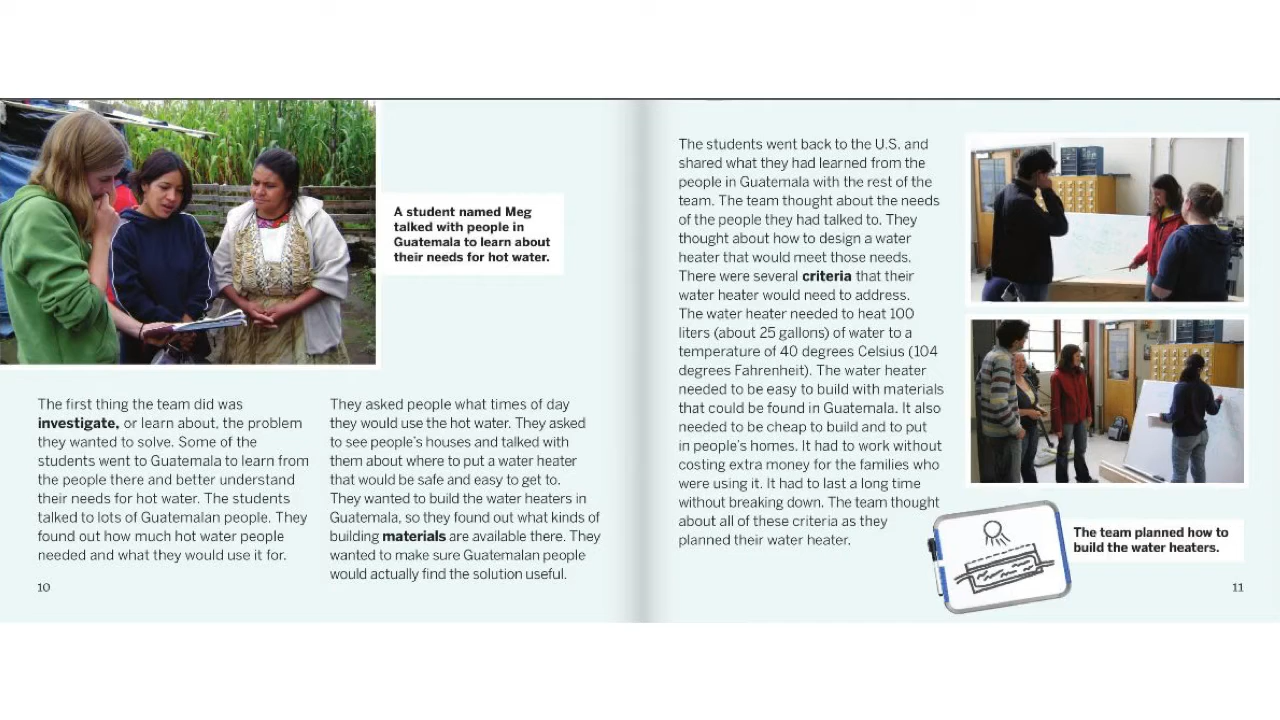 A student named Meg
talked with people in
Guatemala to learn about
their needs for hot water.
The first thing the team did was
investigate, or learn about, the problem
they wanted to solve. Some of the
students went to Guatemala to learn from
the people there and better understand
their needs for hot water. The students
talked to lots of Guatemalan people. They
found out how much hot water people
needed and what they would use it for.
They asked people what times of day
they would use the hot water. They asked
to see people's houses and talked with
them about where to put a water heater
that would be safe and easy to get to.
They wanted to build the water heaters in
Guatemala, so they found out what kinds of
building materials are available there. They
wanted to make sure Guatemalan people
would actually find the solution useful.
10
The students went back to the U.S. and
shared what they had learned from the
people in Guatemala with the rest of the
team. The team thought about the needs
of the people they had talked to. They
thought about how to design a water
heater that would meet those needs.
There were several criteria that their
water heater would need to address.
The water heater needed to heat 100
liters (about 25 gallons) of water to a
temperature of 40 degrees Celsius (104
degrees Fahrenheit). The water heater
needed to be easy to build with materials
that could be found in Guatemala. It also
needed to be cheap to build and to put
in people's homes. It had to work without
costing extra money for the families who
were using it. It had to last a long time
without breaking down. The team thought
about all of these criteria as they
planned their water heater.
The team planned how to
build the water heaters.
11